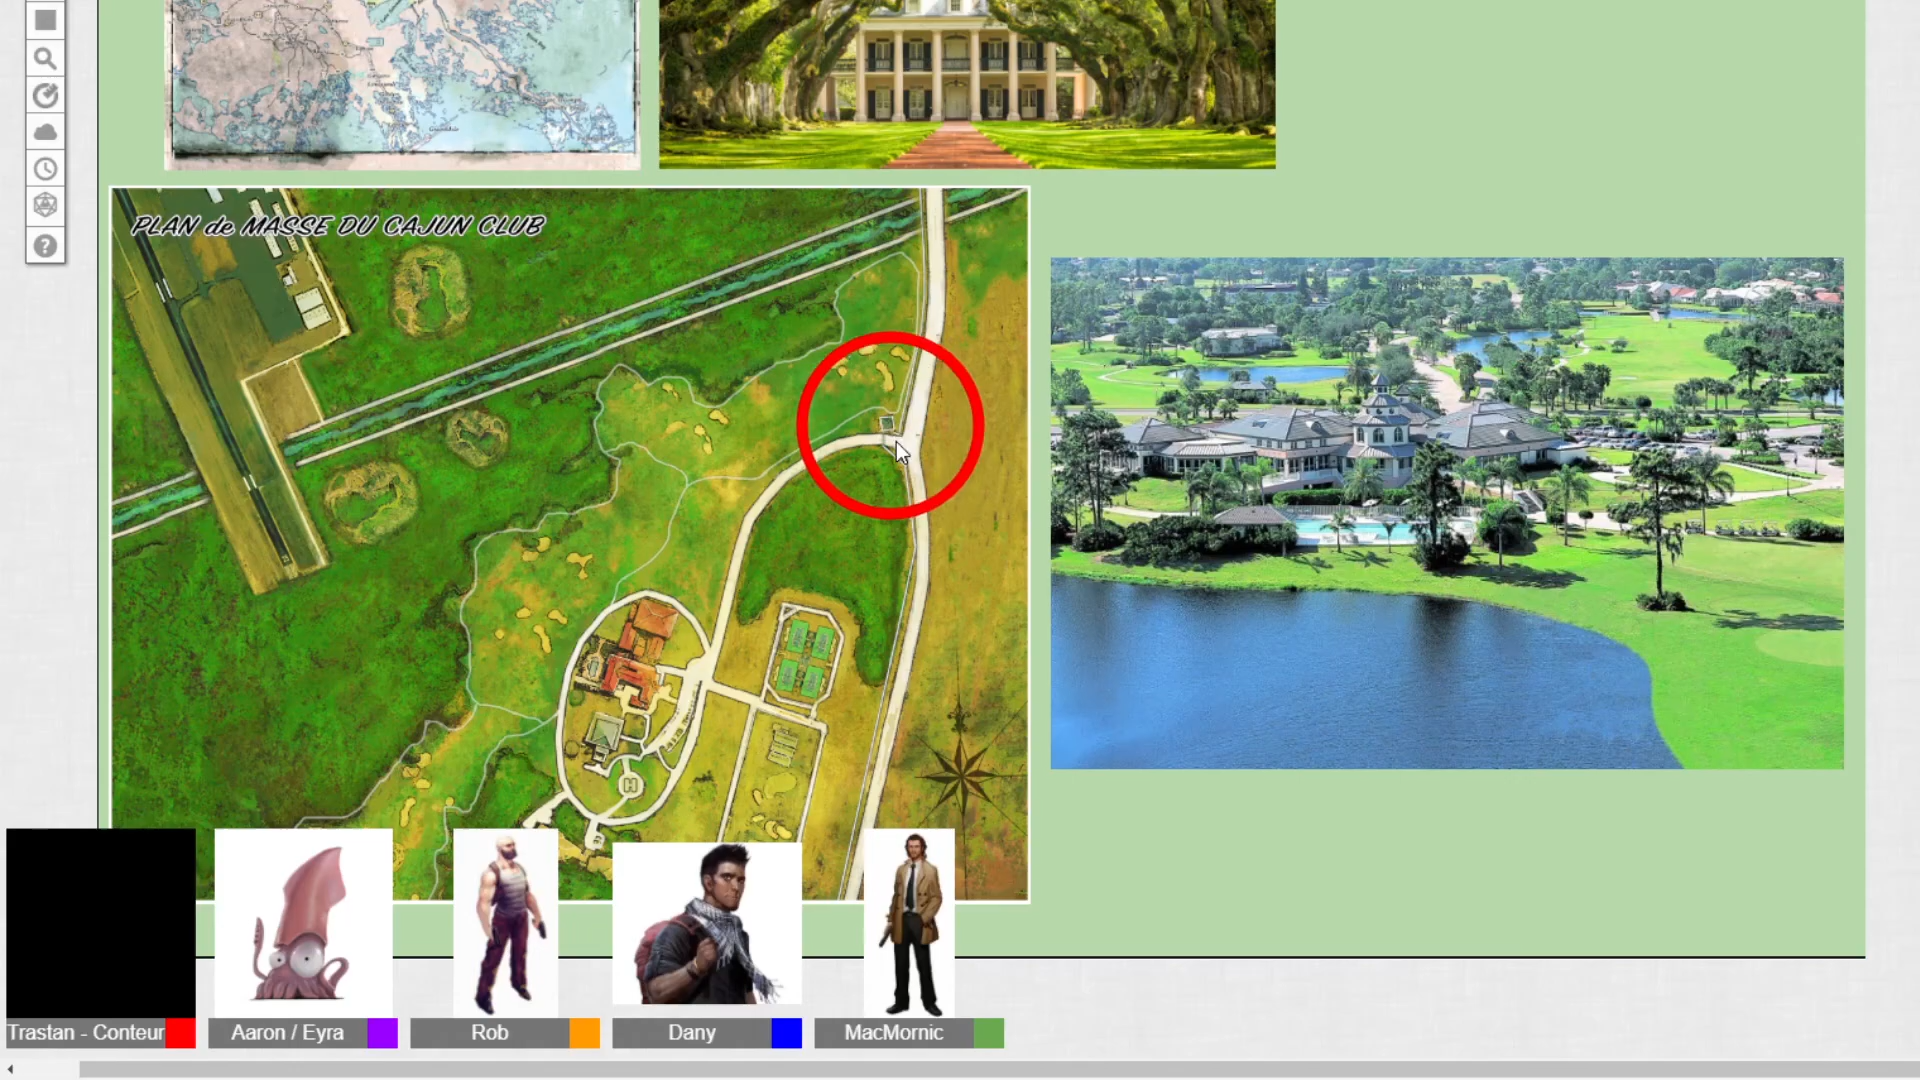 PLAN de MASSE DU CAJUN CLUB
H
Trastan - Conteur
Aaron / Eyra
Rob
Dany
MacMornic